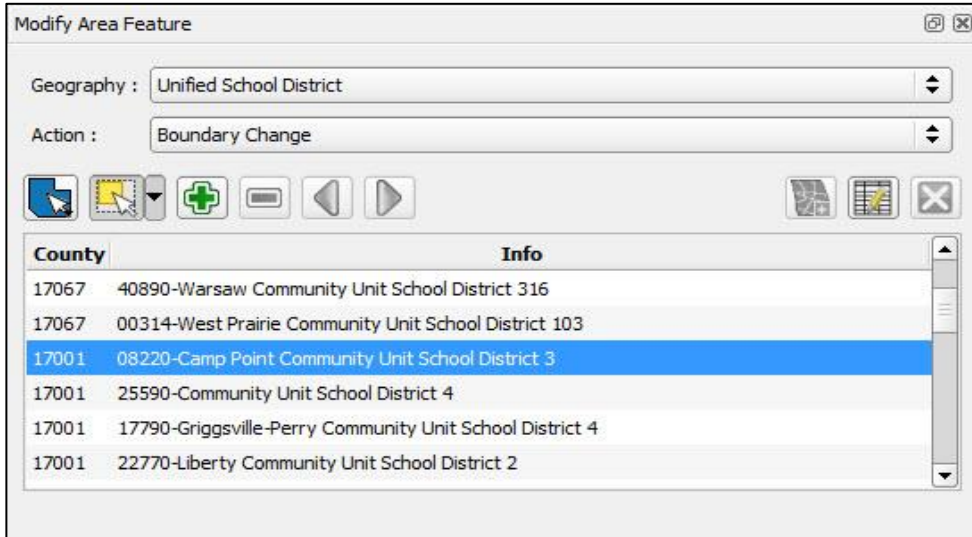 Modify Area Feature
Geography : Unified School District
Action : Boundary Change
County Info
17067 40890-Warsaw Community Unit School District 316
17067 00314-West Prairie Community Unit School District 103
17001 08220-Camp Point Community Unit School District 3
17001 25590-Community Unit School District 4
17001 17790-Griggsville-Perry Community Unit School District 4
17001 22770-Liberty Community Unit School District 2